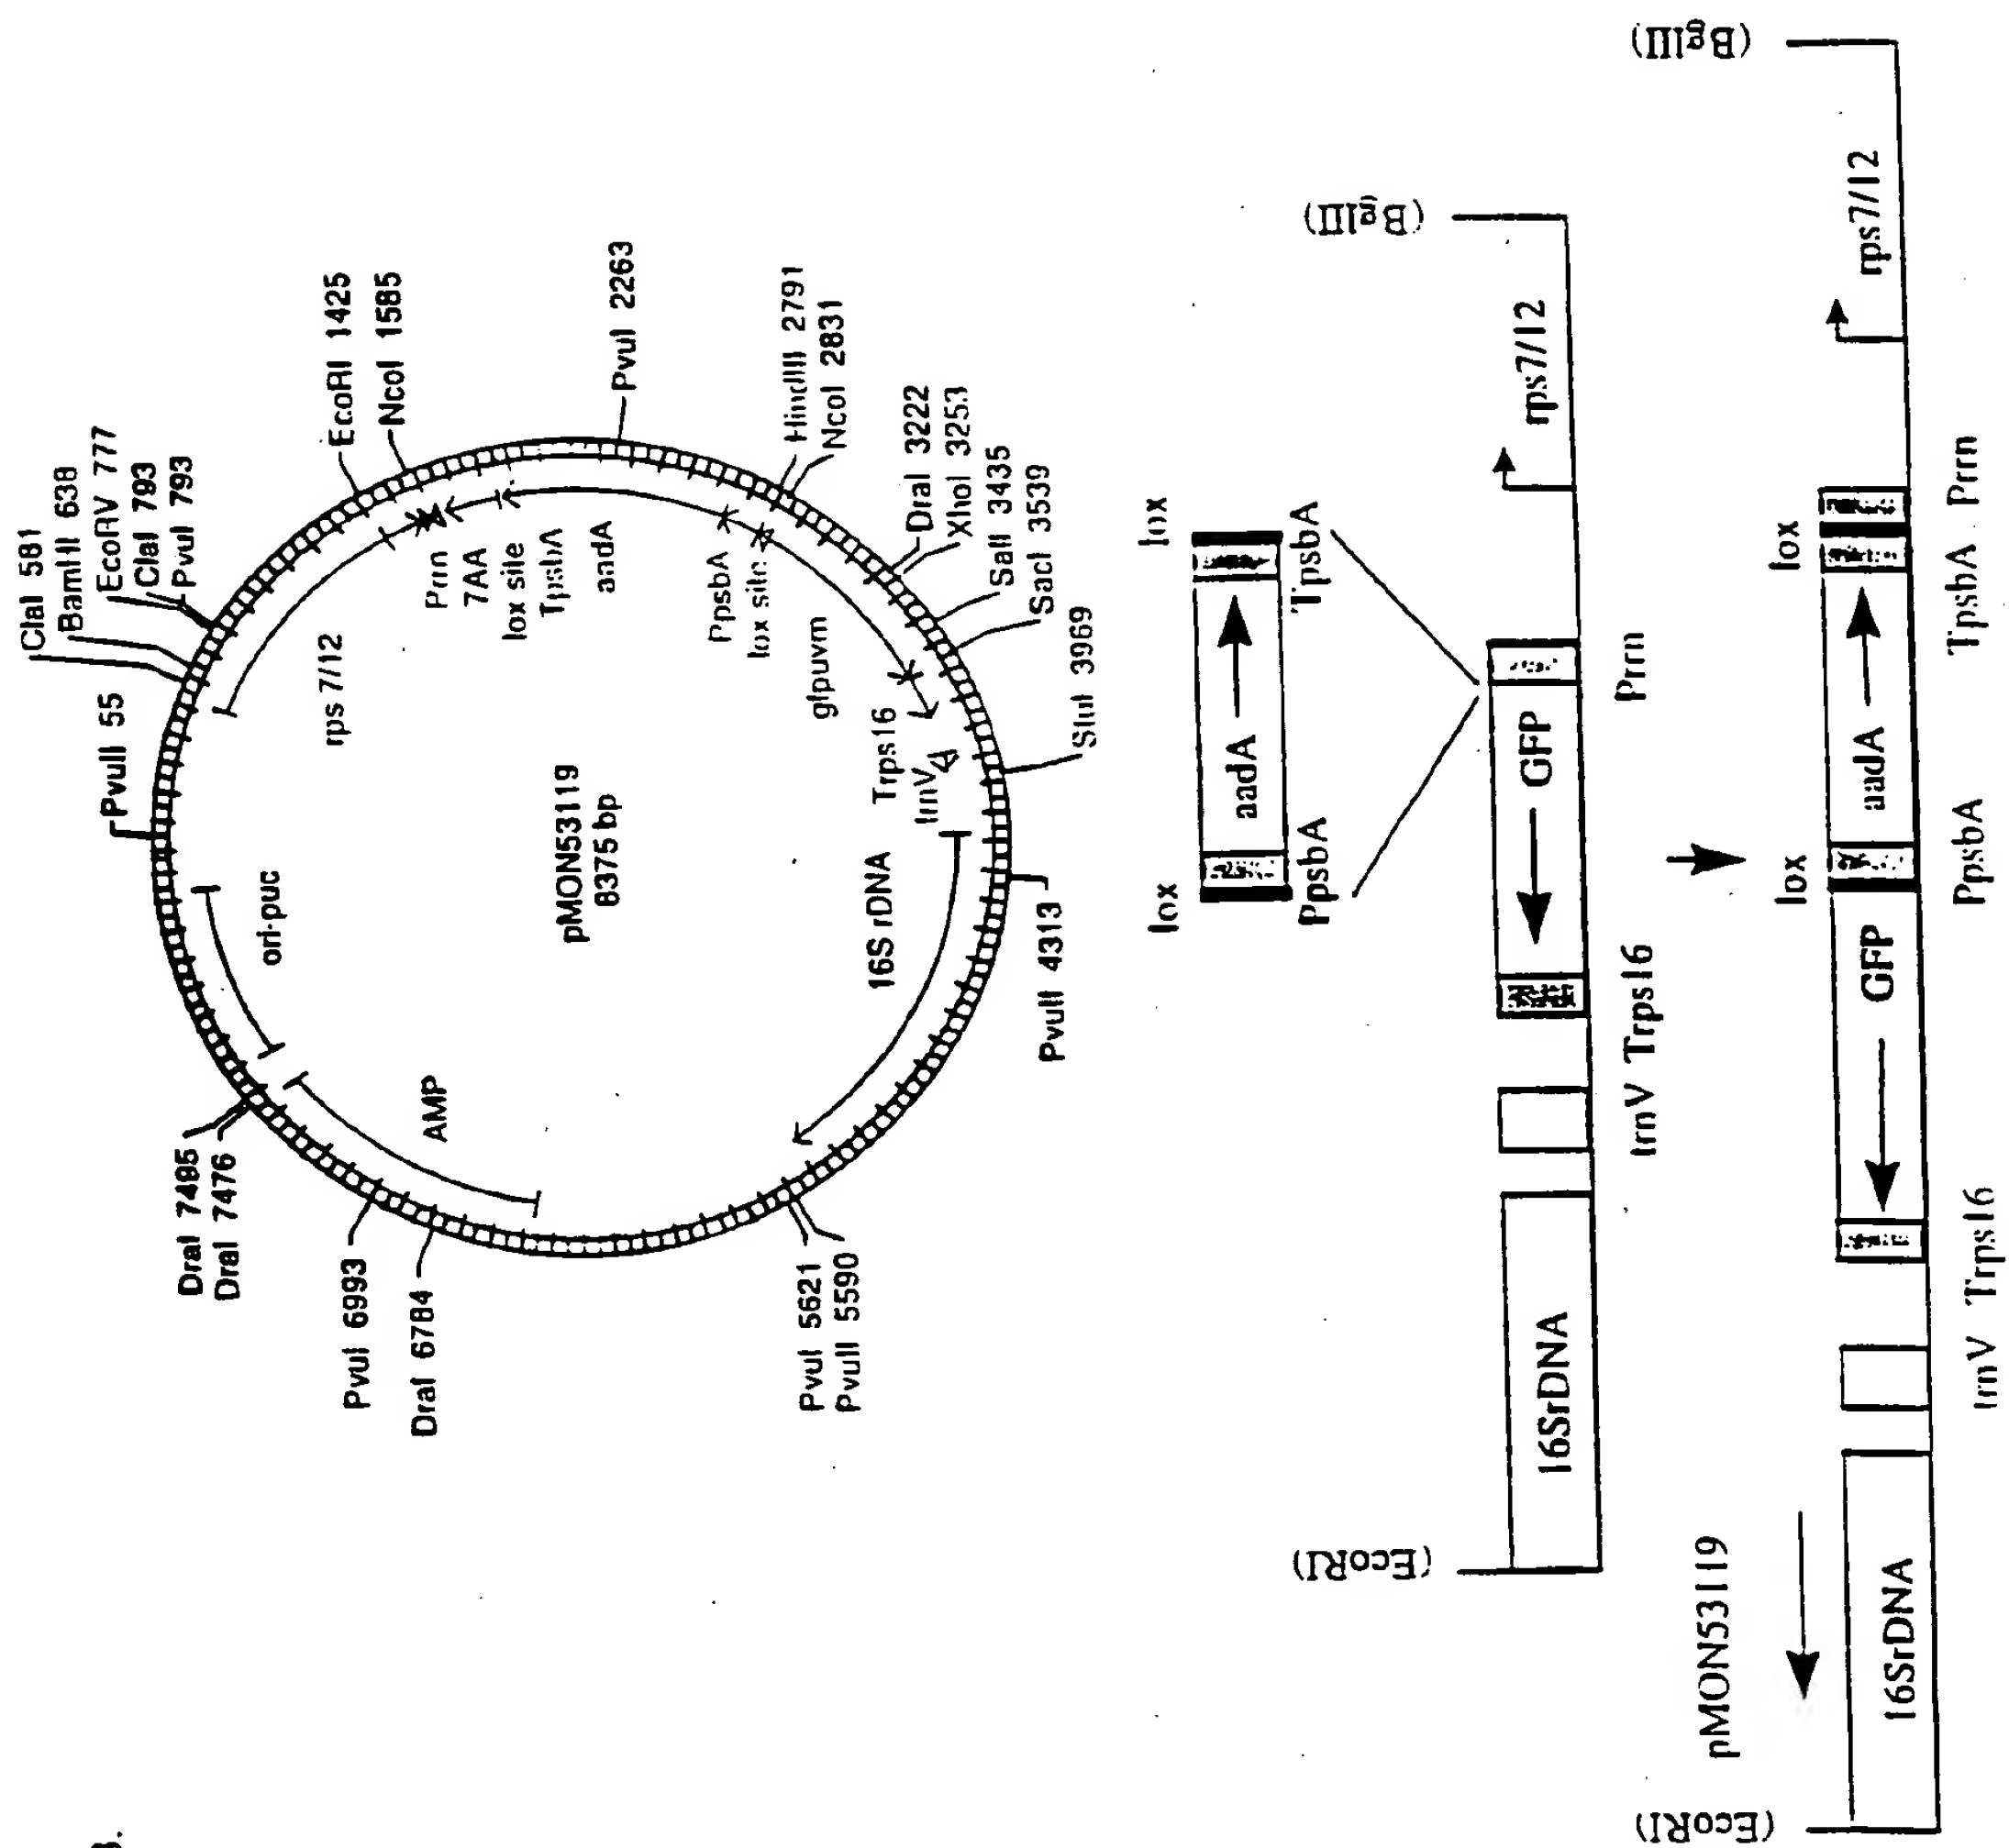 3.
ClaI 581
BamHI 638
EcoRV 777
ClaI 793
PvuI 793
PvuII 55
EcoRI 1425
NcoI 1585
PvuI 2263
HindIII 2791
NcoI 2831
DraI 3222
XhoI 3253
SalI 3435
SacI 3539
StuI 3969
PvuII 4313
PvuI 5621
PvuII 5590
DraI 6784
PvuI 6993
DraI 7476
DraI 7495
rps 7/12
Prrn
7AA
lox site
TpsbA
aadA
PpsbA
lox site
gfpuvm
Trps16
trnV
16S rDNA
AMP
ori-puc
pMON53119
8375 bp
lox
lox
aadA
PpsbA
TpsbA
(EcoRI)
(BglII)
16SrDNA
GFP
rps7/12
trnV Trps16
Prrn
pMON53119
lox
lox
(EcoRI)
(BglII)
16SrDNA
GFP
aadA
rps7/12
trnV Trps16
PpsbA
TpsbA Prrn